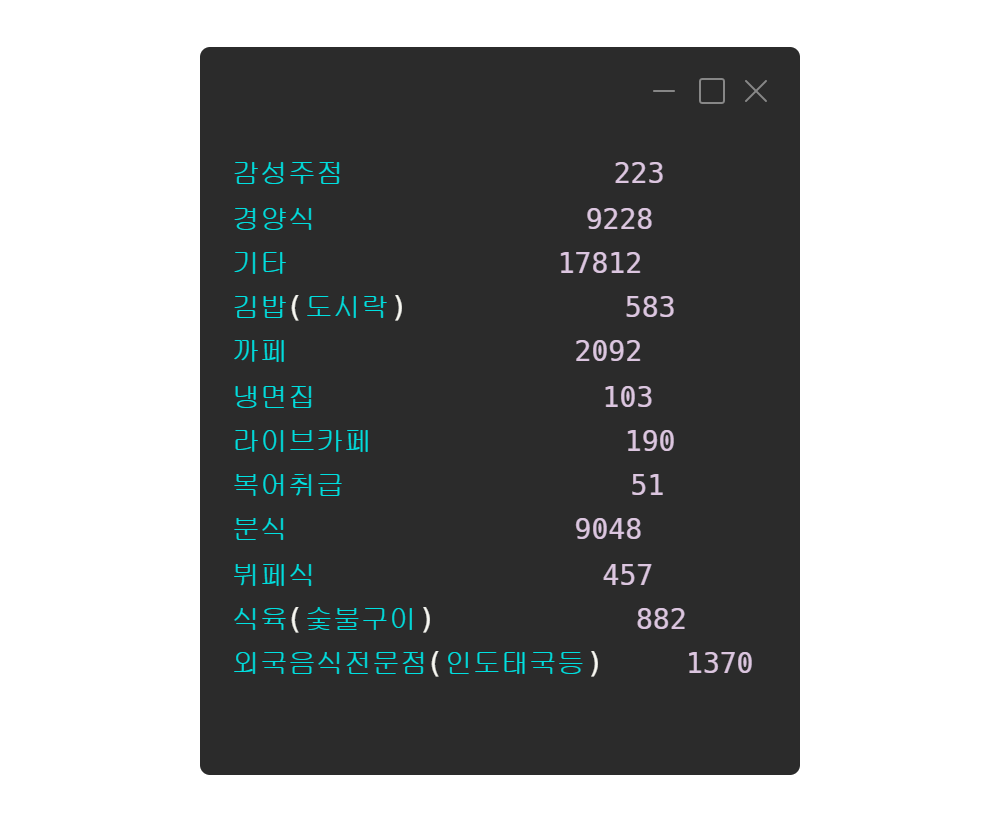 감성주점 223
경양식 9228
기타 17812
김밥(도시락) 583
까페 2092
냉면집 103
라이브카페 190
복어취급 51
분식 9048
뷔페식 457
식육(숯불구이) 882
외국음식전문점(인도태국등) 1370